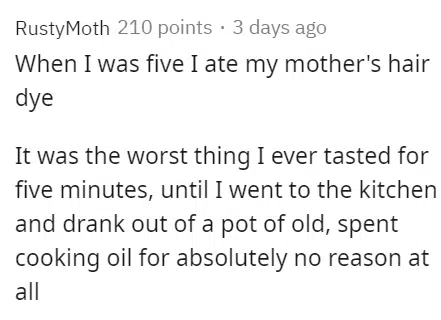 RustyMoth 210 points · 3 days ago
When I was five I ate my mother's hair
dye
It was the worst thing I ever tasted for
five minutes, until I went to the kitchen
and drank out of a pot of old, spent
cooking oil for absolutely no reason at
all